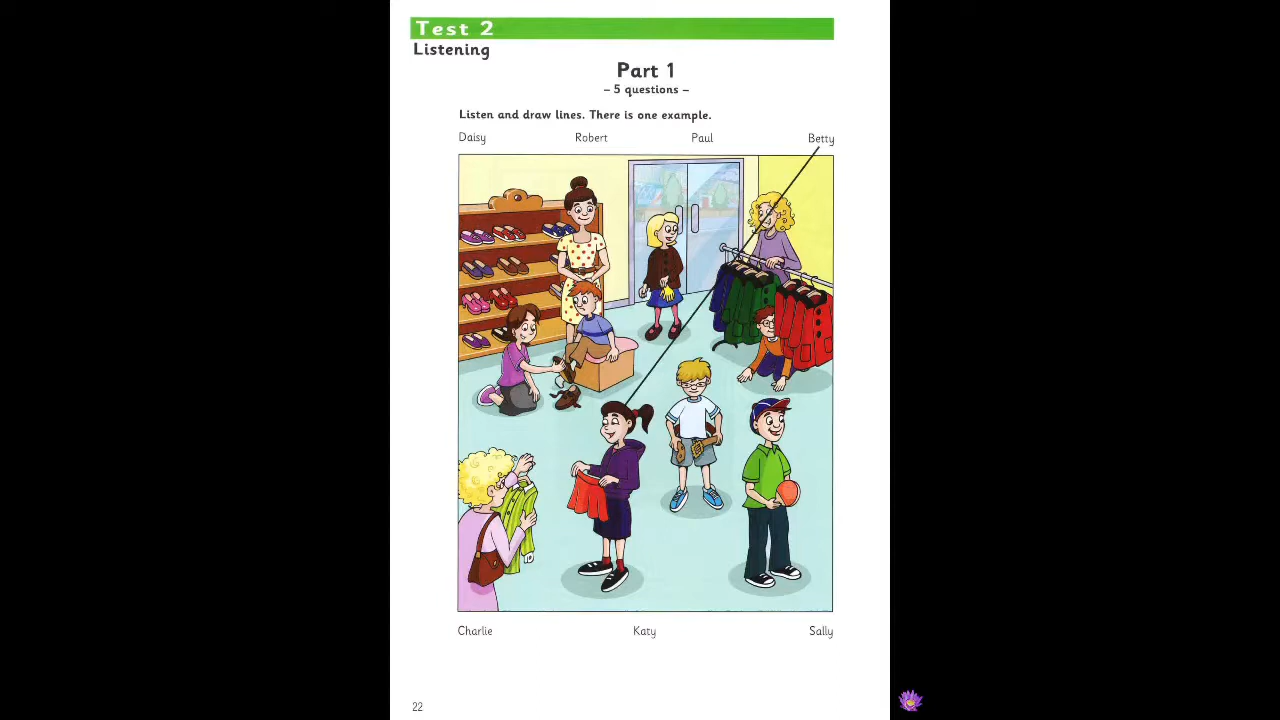 Test 2
Listening
Part 1
– 5 questions –
Listen and draw lines. There is one example.
Daisy Robert Paul Betty
Charlie Katy Sally
22